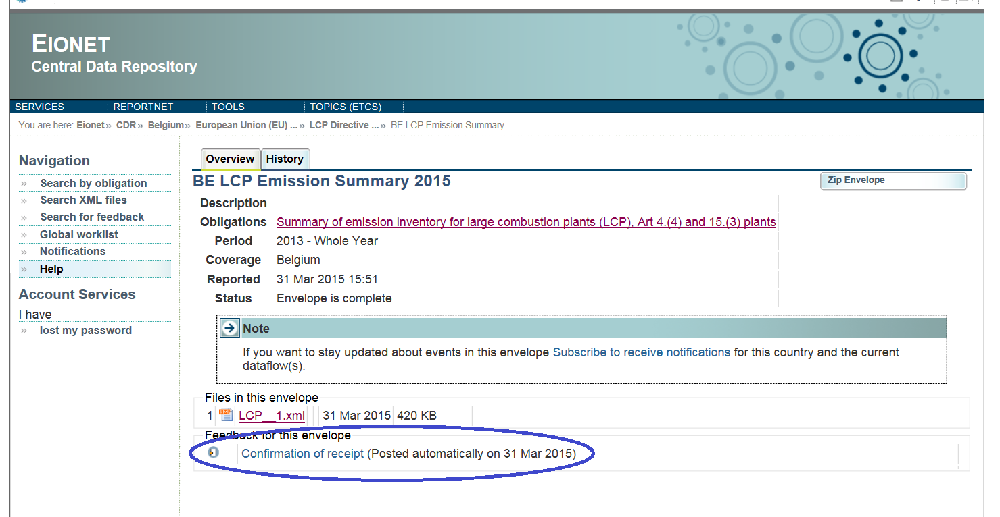 EIONET
Central Data Repository
SERVICES REPORTNET TOOLS TOPICS (ETCS)
You are here: Eionet» CDR» Belgium» European Union (EU) ...» LCP Directive ...» BE LCP Emission Summary ...
Navigation
» Search by obligation
» Search XML files
» Search for feedback
» Global worklist
» Notifications
» Help
Account Services
I have
» lost my password
Overview History
BE LCP Emission Summary 2015
Zip Envelope
Description
Obligations Summary of emission inventory for large combustion plants (LCP), Art 4.(4) and 15.(3) plants
Period 2013 - Whole Year
Coverage Belgium
Reported 31 Mar 2015 15:51
Status Envelope is complete
Note
If you want to stay updated about events in this envelope Subscribe to receive notifications for this country and the current
dataflow(s).
Files in this envelope
1 LCP__1.xml 31 Mar 2015 420 KB
Feedback for this envelope
Confirmation of receipt (Posted automatically on 31 Mar 2015)